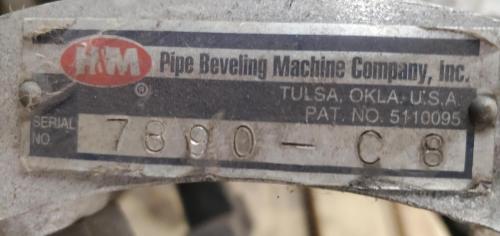 H&M Pipe Beveling Machine Company, Inc.
®
TULSA, OKLA. U.S.A.
PAT. NO. 5110095
SERIAL NO. 7890-C8